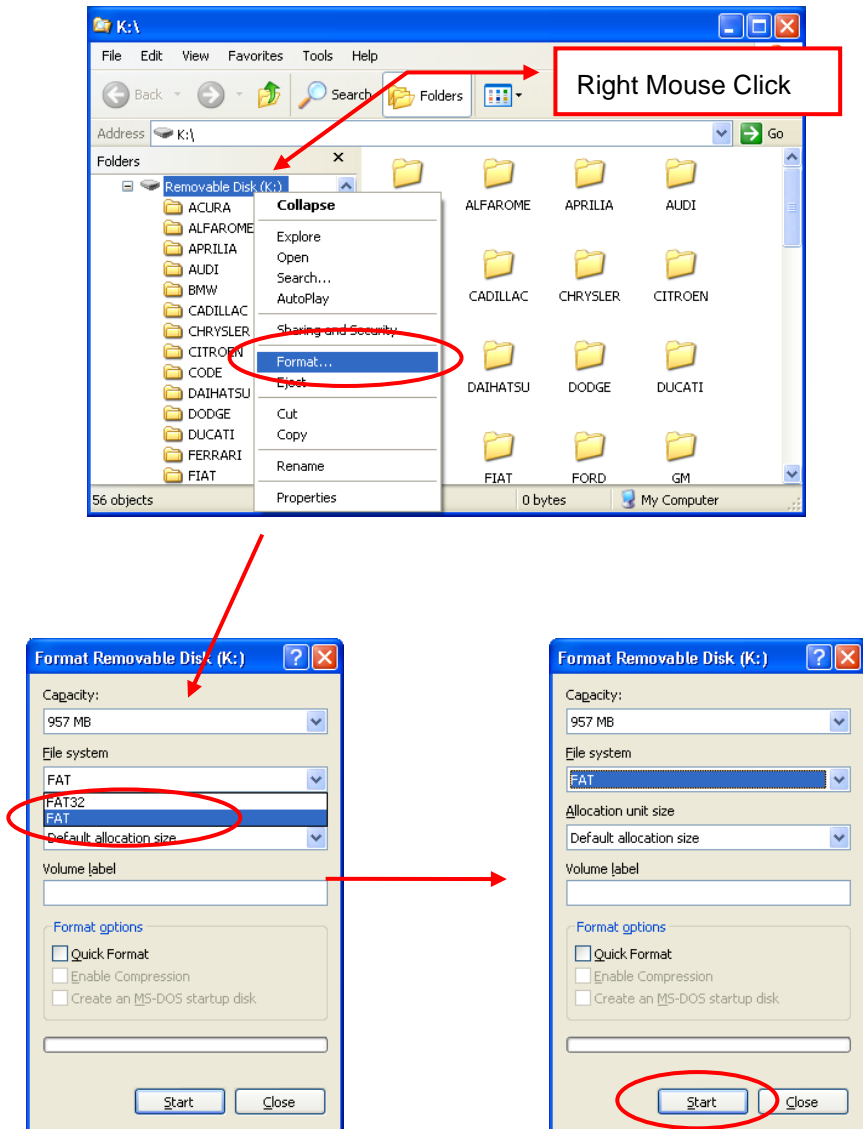 K:\
File Edit View Favorites Tools Help
Right Mouse Click
Back Search Folders
Address K:\ Go
Folders
Removable Disk (K:)
ACURA
ALFAROME
APRILIA
AUDI
BMW
CADILLAC
CHRYSLER
CITROEN
CODE
DAIHATSU
DODGE
DUCATI
FERRARI
FIAT
Collapse
Explore
Open
Search...
AutoPlay
Sharing and Security...
Format...
Eject
Cut
Copy
Rename
Properties
ALFAROME APRILIA AUDI
CADILLAC CHRYSLER CITROEN
DAIHATSU DODGE DUCATI
FIAT FORD GM
56 objects 0 bytes My Computer
Format Removable Disk (K:)
Capacity:
957 MB
File system
FAT
FAT32
FAT
Default allocation size
Volume label
Format options
Quick Format
Enable Compression
Create an MS-DOS startup disk
Start Close
Format Removable Disk (K:)
Capacity:
957 MB
File system
FAT
Allocation unit size
Default allocation size
Volume label
Format options
Quick Format
Enable Compression
Create an MS-DOS startup disk
Start Close